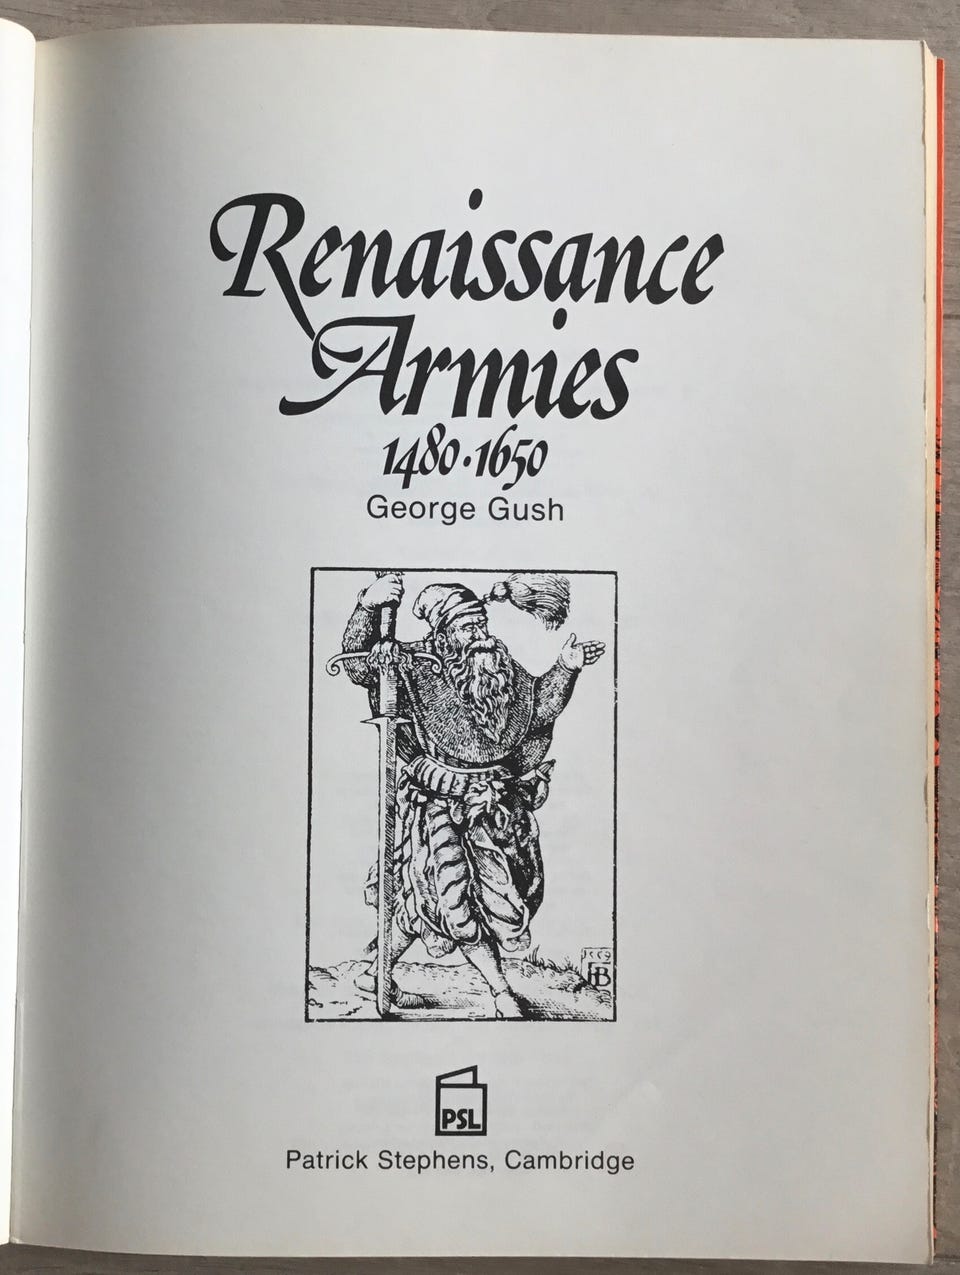 Renaissance
Armies
1480·1650
George Gush
PSL
Patrick Stephens, Cambridge